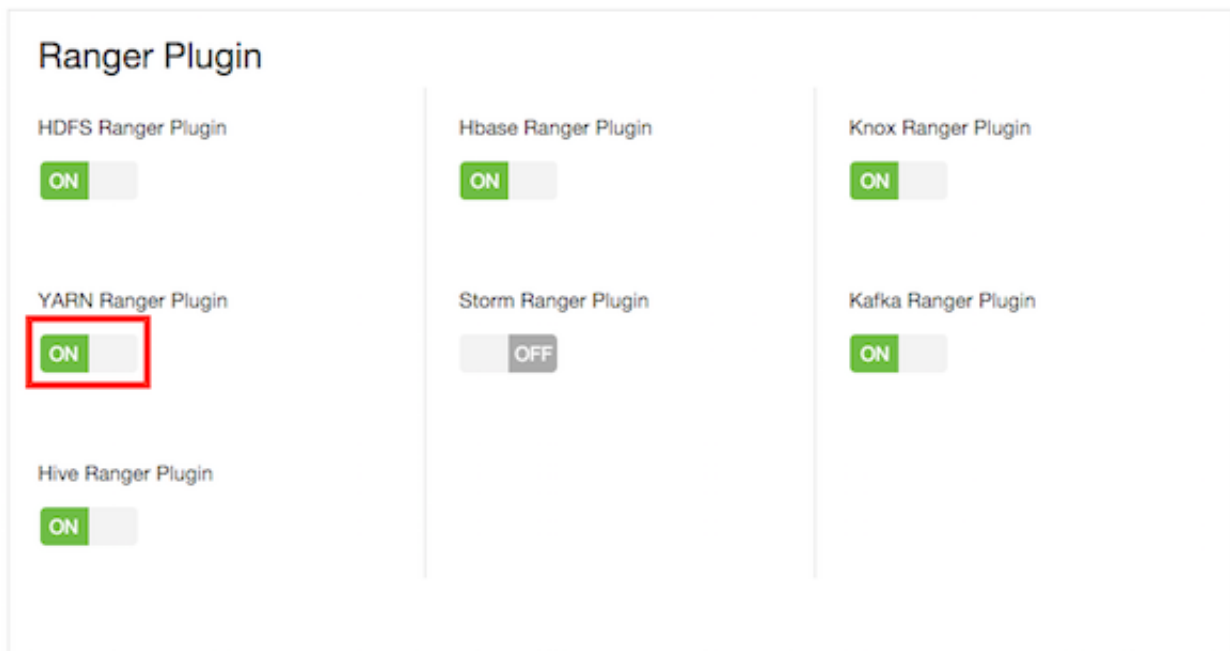 Ranger Plugin
HDFS Ranger Plugin
ON
Hbase Ranger Plugin
ON
Knox Ranger Plugin
ON
YARN Ranger Plugin
ON
Storm Ranger Plugin
OFF
Kafka Ranger Plugin
ON
Hive Ranger Plugin
ON